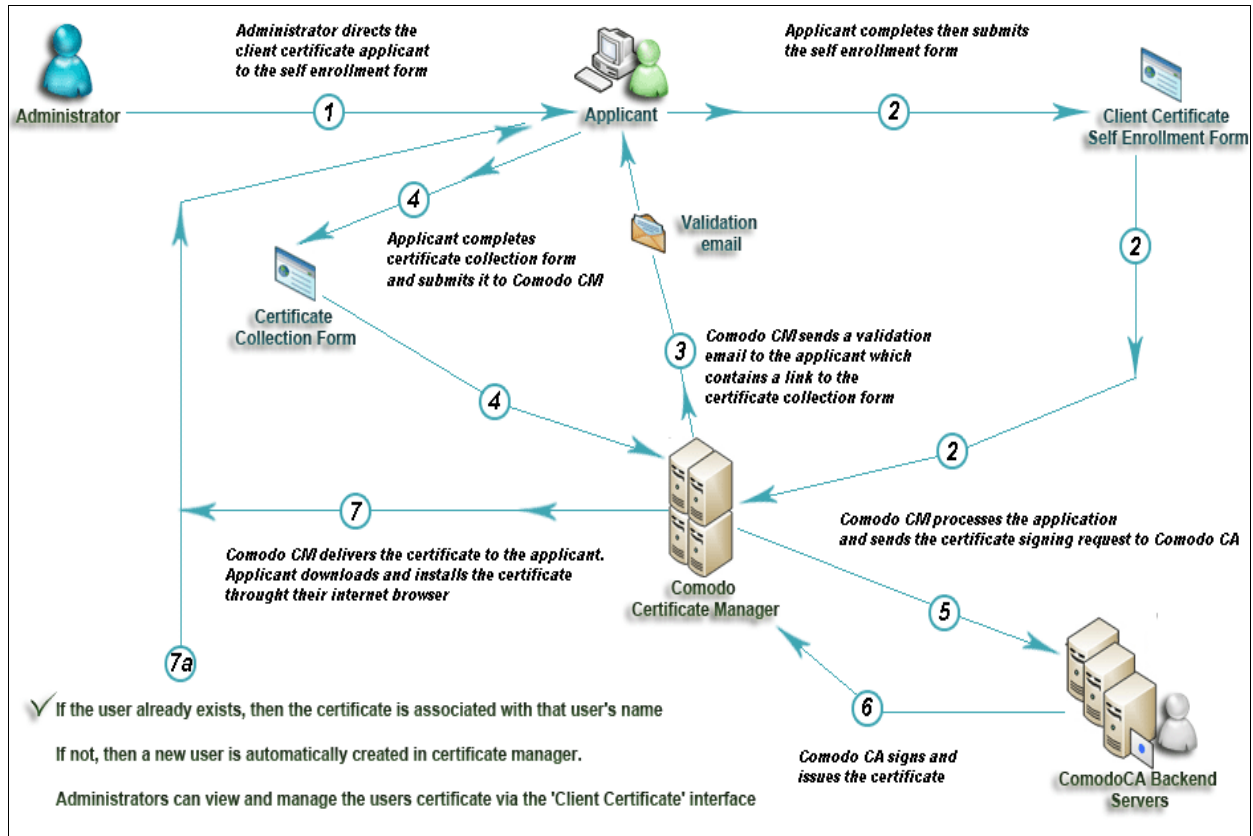 Administrator directs the
client certificate applicant
to the self enrollment form
Applicant completes then submits
the self enrollment form
Administrator
1
Applicant
2
Client Certificate
Self Enrollment Form
4
Applicant completes
certificate collection form
and submits it to Comodo CM
Validation
email
2
Certificate
Collection Form
3
Comodo CM sends a validation
email to the applicant which
contains a link to the
certificate collection form
4
2
7
Comodo CM delivers the certificate to the applicant.
Applicant downloads and installs the certificate
throught their internet browser
Comodo CM processes the application
and sends the certificate signing request to Comodo CA
Comodo
Certificate Manager
5
7a
6
Comodo CA signs and
issues the certificate
ComodoCA Backend
Servers
If the user already exists, then the certificate is associated with that user's name
If not, then a new user is automatically created in certificate manager.
Administrators can view and manage the users certificate via the 'Client Certificate' interface